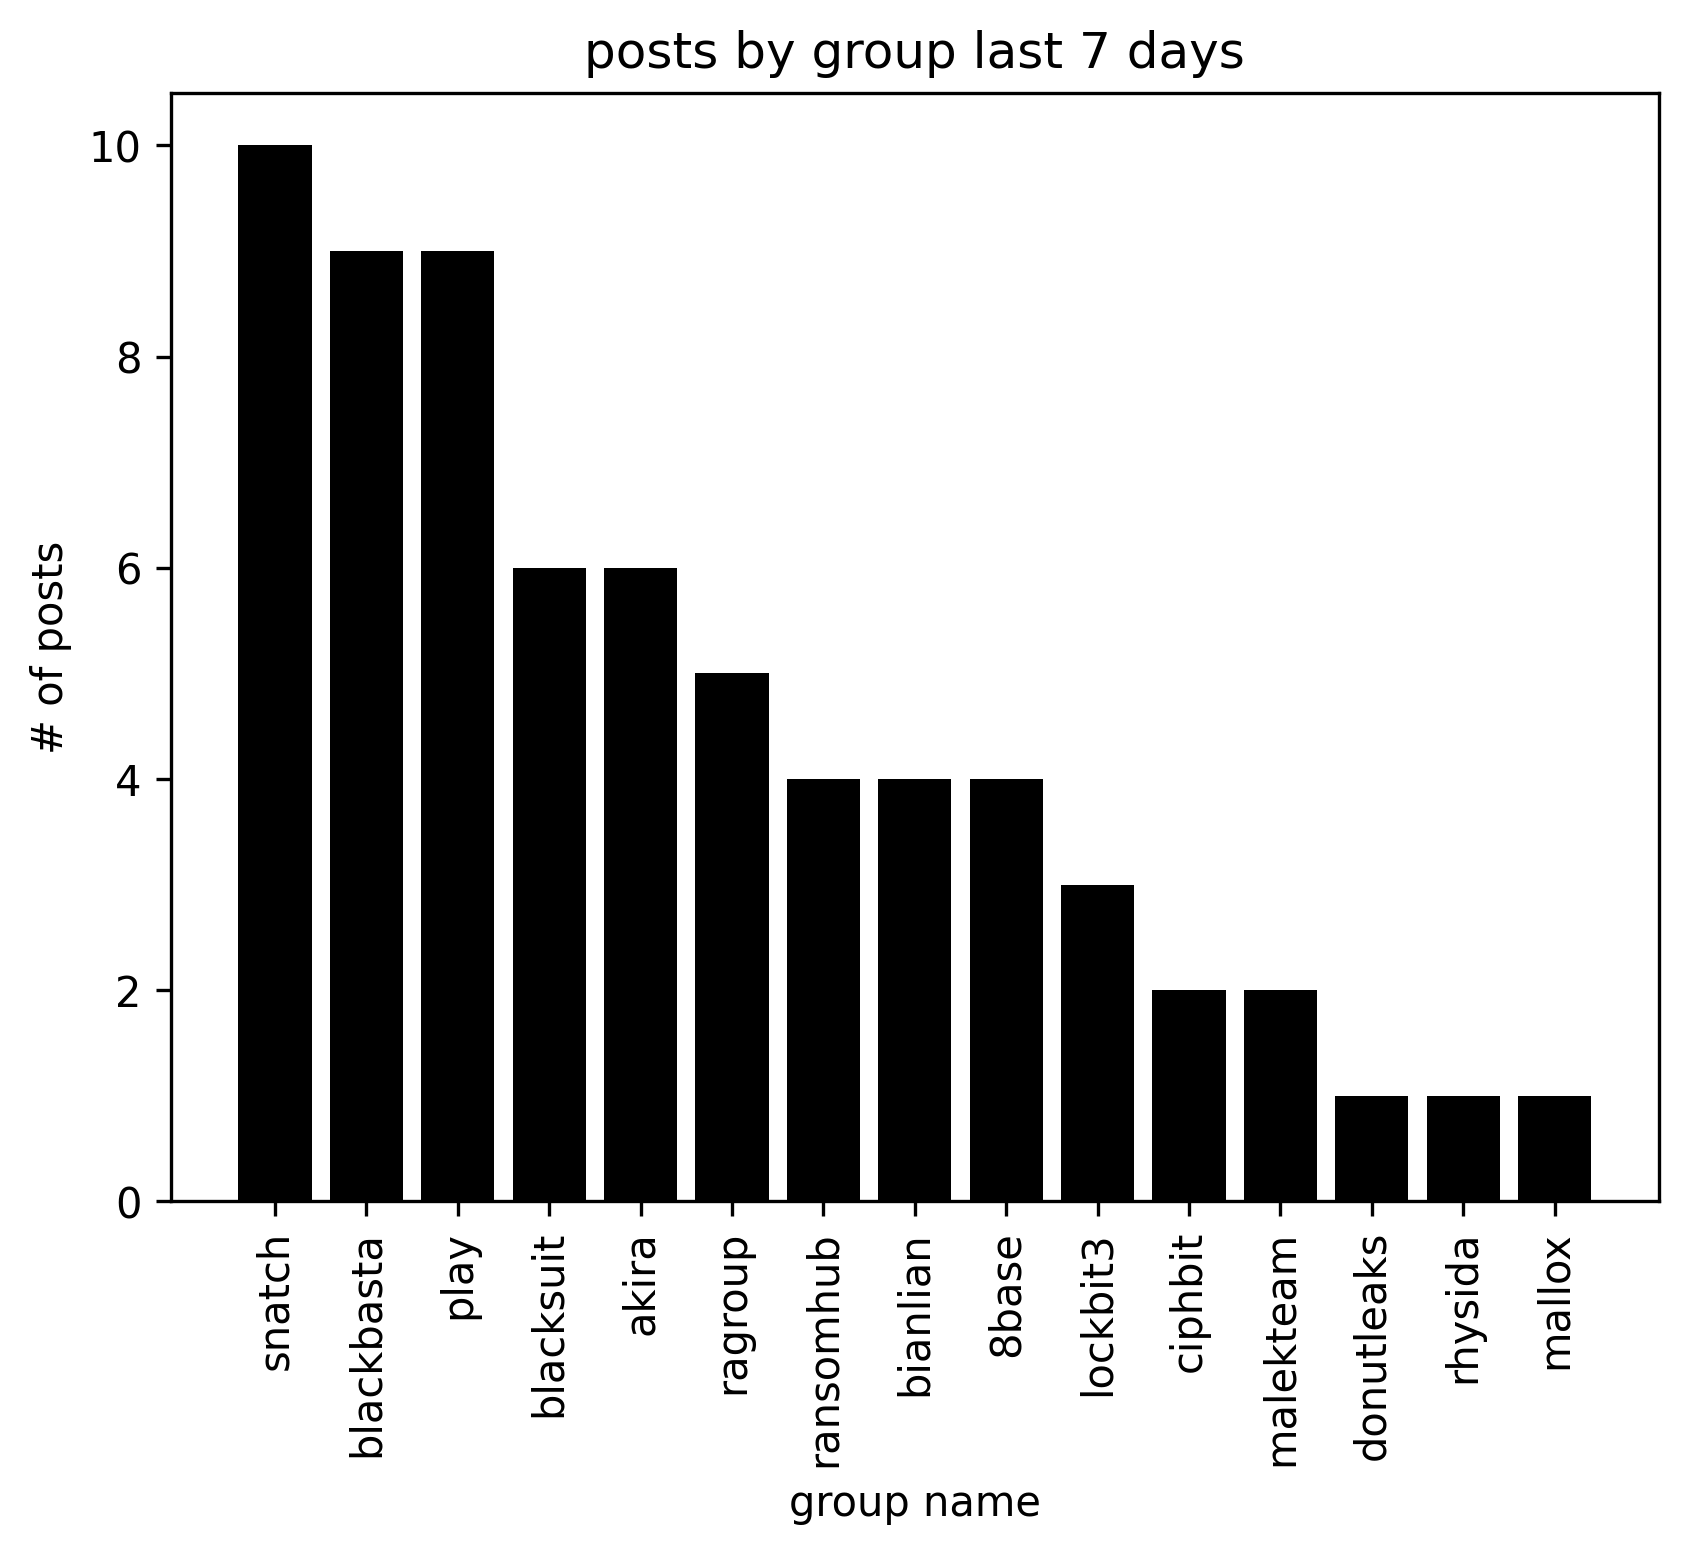 posts by group last 7 days
10
8
6
4
2
0
# of posts
snatch
blackbasta
play
blacksuit
akira
ragroup
ransomhub
bianlian
8base
lockbit3
ciphbit
malekteam
donutleaks
rhysida
mallox
group name